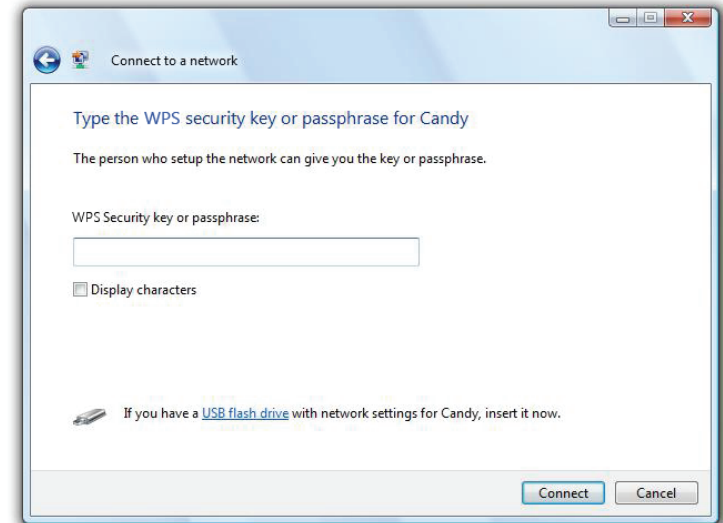 Connect to a network
Type the WPS security key or passphrase for Candy
The person who setup the network can give you the key or passphrase.
WPS Security key or passphrase:
Display characters
If you have a USB flash drive with network settings for Candy, insert it now.
Connect Cancel